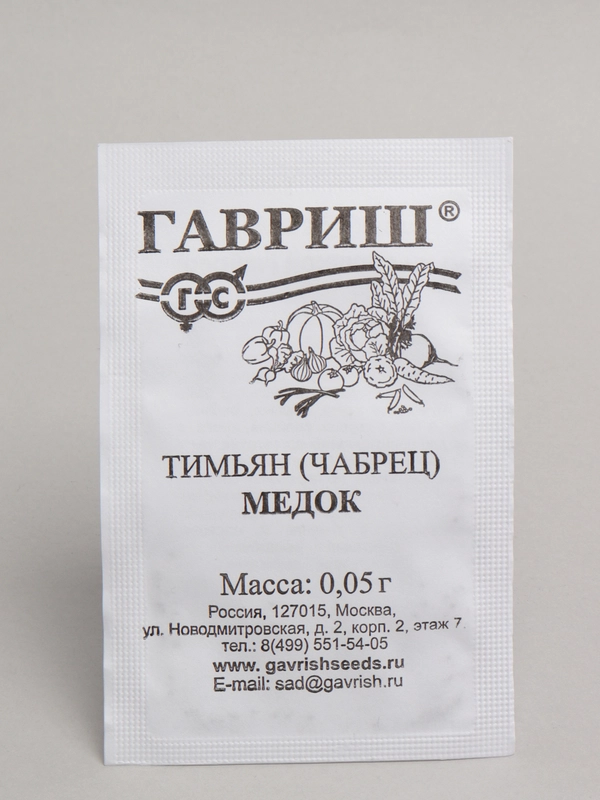 ГАВРИШ®
ГС
ТИМЬЯН (ЧАБРЕЦ)
МЕДОК
Масса: 0,05 г
Россия, 127015, Москва,
ул. Новодмитровская, д. 2, корп. 2, этаж 7.
тел.: 8(499) 551-54-05
www. gavrishseeds.ru
E-mail: sad@gavrish.ru